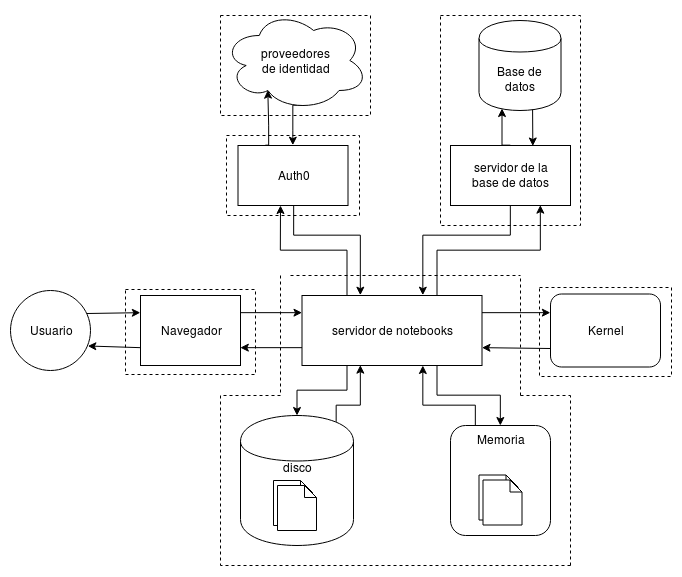 proveedores
de identidad
Base de
datos
Auth0
servidor de la
base de datos
Usuario
Navegador
servidor de notebooks
Kernel
disco
Memoria